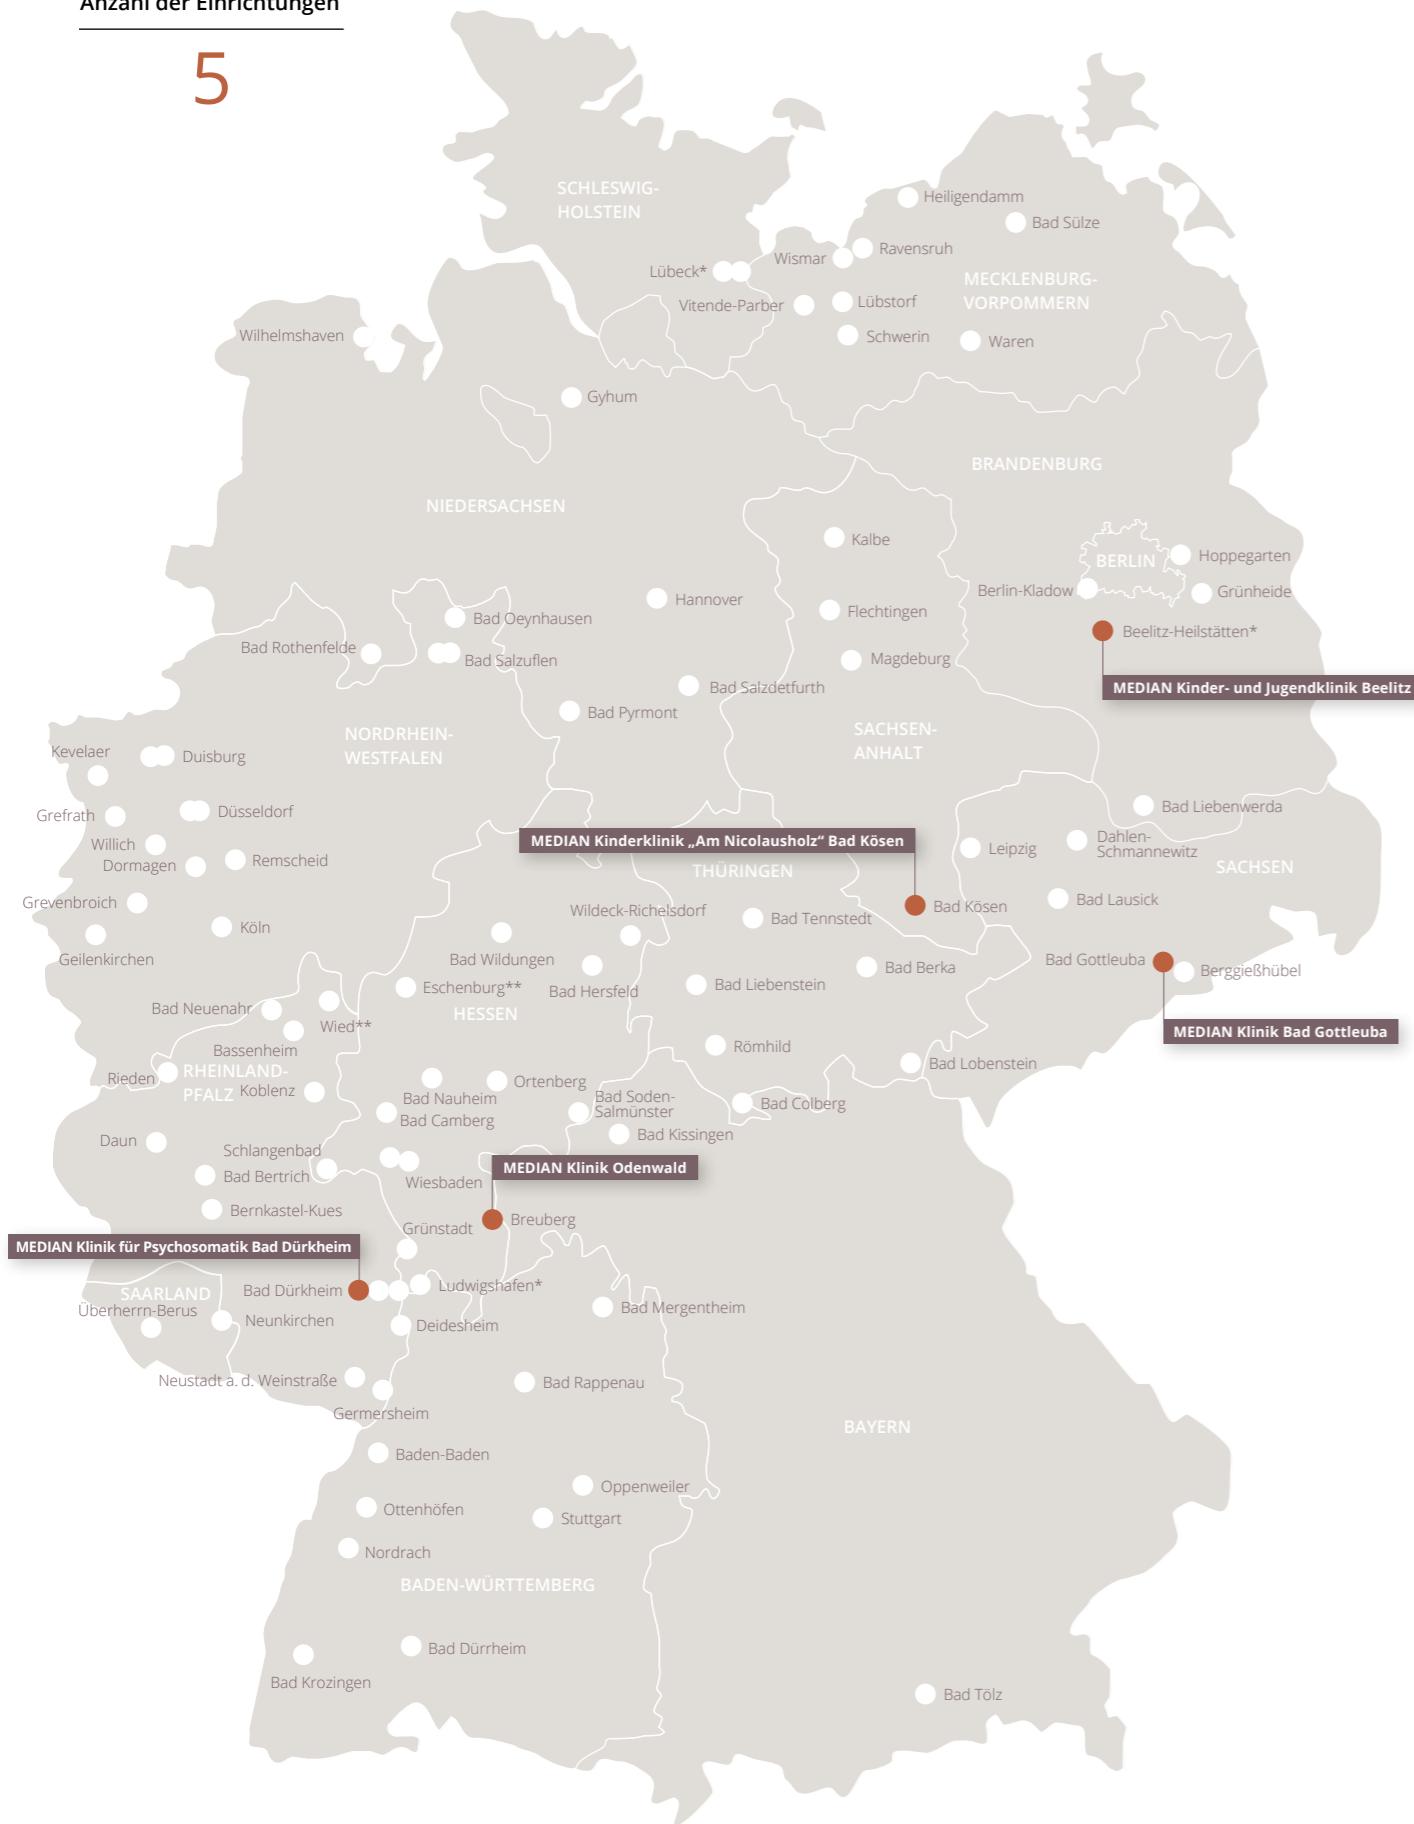 Anzahl der Einrichtungen
5
SCHLESWIG-
HOLSTEIN
Heiligendamm
Bad Sülze
Ravensruh
Wismar
Lübeck*
MECKLENBURG-
VORPOMMERN
Vitende-Parber
Lübstorf
Schwerin
Waren
Wilhelmshaven
Gyhum
BRANDENBURG
NIEDERSACHSEN
Kalbe
BERLIN
Hoppegarten
Berlin-Kladow
Grünheide
Hannover
Flechtingen
Bad Oeynhausen
Beelitz-Heilstätten*
Bad Rothenfelde
Bad Salzuflen
Magdeburg
Bad Salzdetfurth
MEDIAN Kinder- und Jugendklinik Beelitz
Bad Pyrmont
NORDRHEIN-
WESTFALEN
SACHSEN-
ANHALT
Kevelaer
Duisburg
Bad Liebenwerda
Grefrath
Düsseldorf
Willich
Dormagen
Remscheid
MEDIAN Kinderklinik „Am Nicolausholz“ Bad Kösen
Leipzig
Dahlen-
Schmannewitz
SACHSEN
THÜRINGEN
Grevenbroich
Köln
Wildeck-Richelsdorf
Bad Tennstedt
Bad Kösen
Bad Lausick
Geilenkirchen
Bad Wildungen
Bad Berka
Bad Gottleuba
Berggießhübel
Eschenburg**
Bad Hersfeld
Bad Liebenstein
HESSEN
Bad Neuenahr
Wied**
MEDIAN Klinik Bad Gottleuba
Bassenheim
Römhild
Bad Lobenstein
Rieden
RHEINLAND-
PFALZ
Koblenz
Ortenberg
Bad Nauheim
Bad Soden-
Salmünster
Bad Colberg
Bad Camberg
Bad Kissingen
Daun
Schlangenbad
Bad Bertrich
Wiesbaden
MEDIAN Klinik Odenwald
Bernkastel-Kues
Grünstadt
Breuberg
MEDIAN Klinik für Psychosomatik Bad Dürkheim
SAARLAND
Bad Dürkheim
Ludwigshafen*
Überherrn-Berus
Neunkirchen
Deidesheim
Bad Mergentheim
Neustadt a. d. Weinstraße
Bad Rappenau
Germersheim
BAYERN
Baden-Baden
Oppenweiler
Ottenhöfen
Stuttgart
Nordrach
BADEN-WÜRTTEMBERG
Bad Dürrheim
Bad Krozingen
Bad Tölz